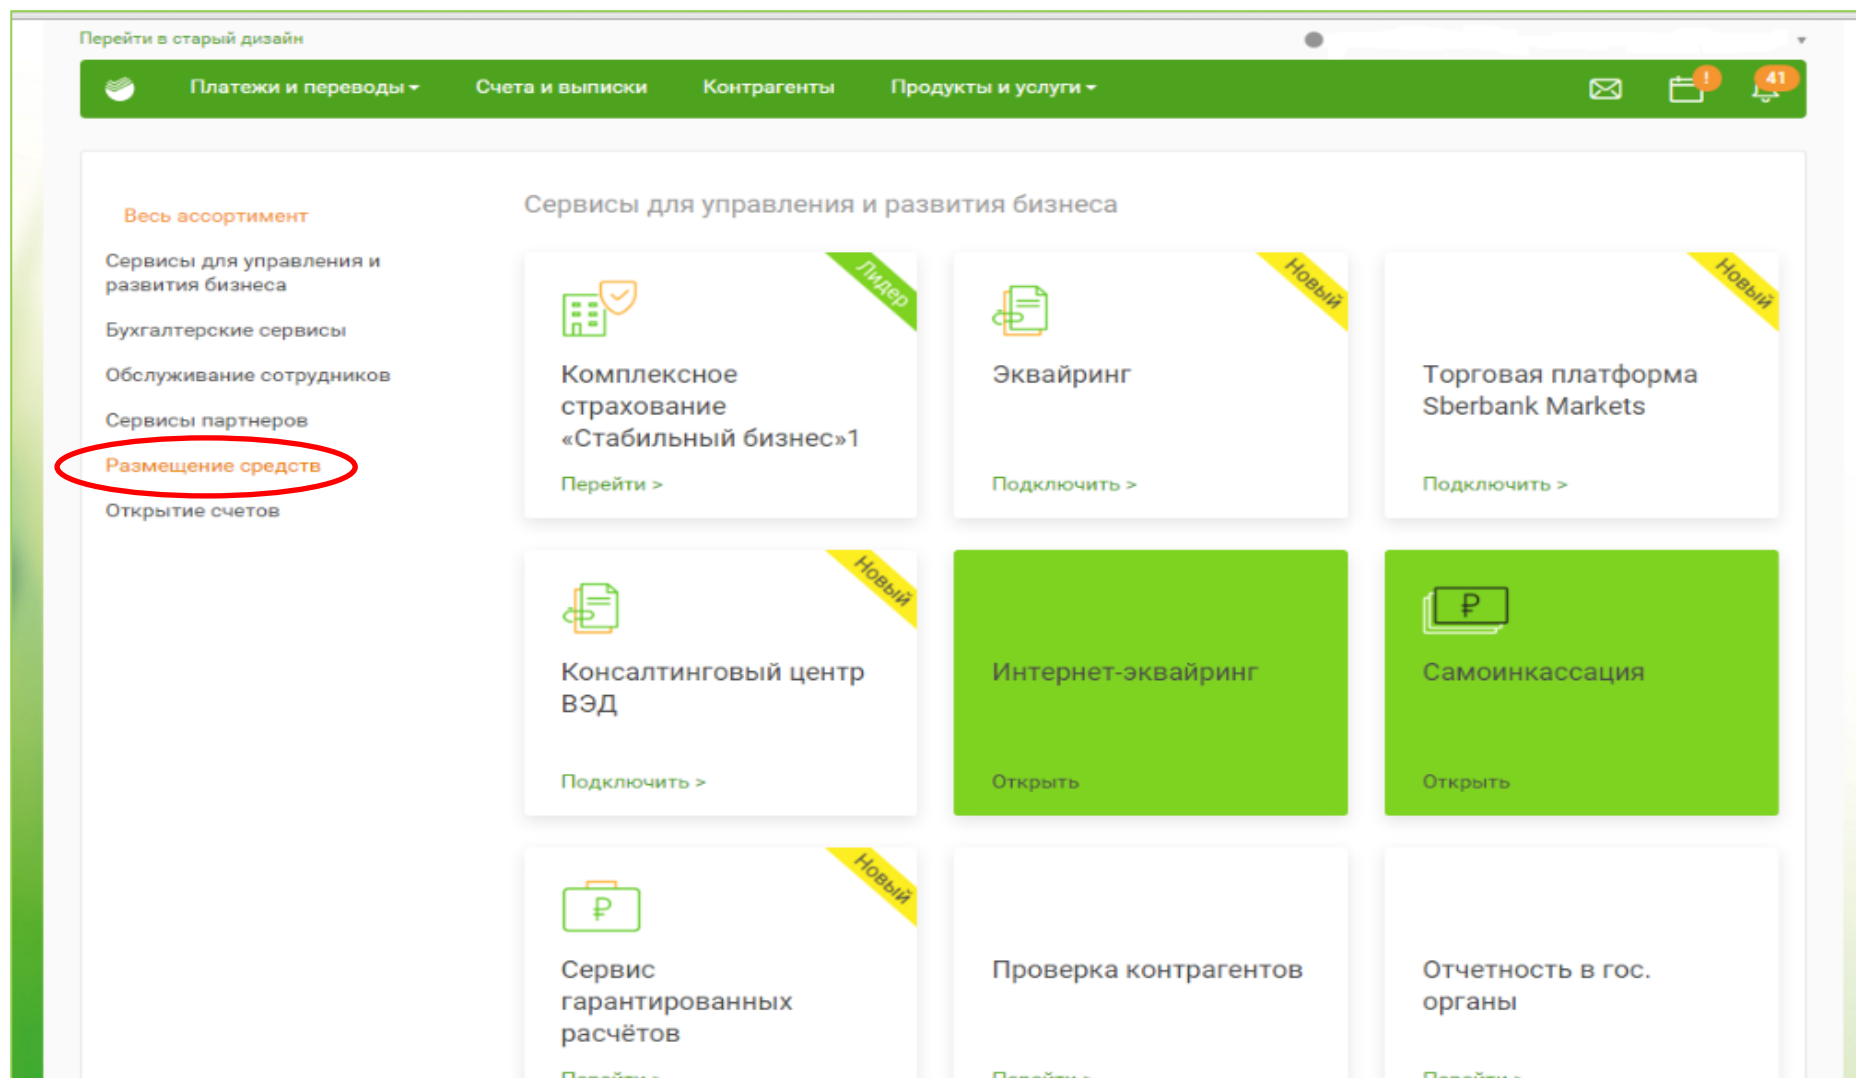 Перейти в старый дизайн
Платежи и переводы Счета и выписки Контрагенты Продукты и услуги ! 41
Весь ассортимент
Сервисы для управления и
развития бизнеса
Бухгалтерские сервисы
Обслуживание сотрудников
Сервисы партнеров
Размещение средств
Открытие счетов
Сервисы для управления и развития бизнеса
Лидер
Комплексное
страхование
«Стабильный бизнес»1
Перейти >
Новый
Эквайринг
Подключить >
Новый
Торговая платформа
Sberbank Markets
Подключить >
Новый
Консалтинговый центр
ВЭД
Подключить >
Интернет-эквайринг
Открыть
₽
Самоинкассация
Открыть
Новый
₽
Сервис
гарантированных
расчётов
Перейти >
Проверка контрагентов
Перейти >
Отчетность в гос.
органы
Перейти >